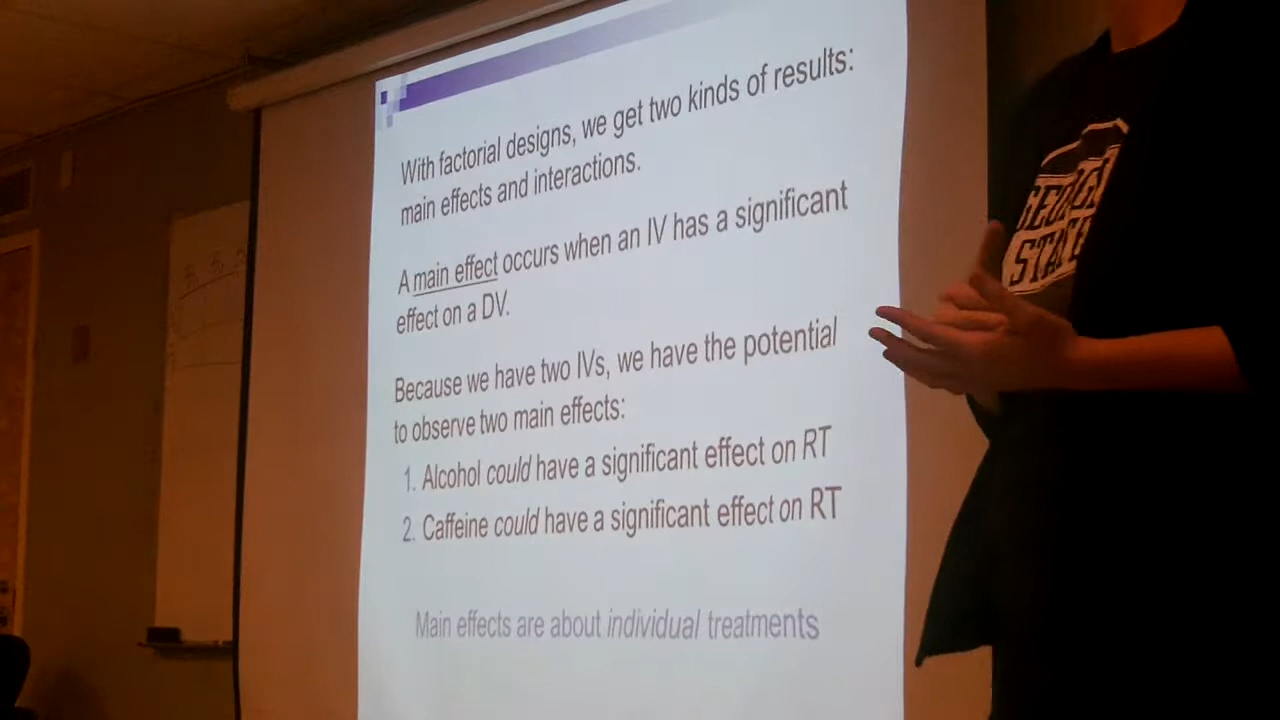 With factorial designs, we get two kinds of results:
main effects and interactions.
A main effect occurs when an IV has a significant
effect on a DV.
Because we have two IVs, we have the potential
to observe two main effects:
1. Alcohol could have a significant effect on RT
2. Caffeine could have a significant effect on RT
Main effects are about individual treatments
GEORGIA
STATE